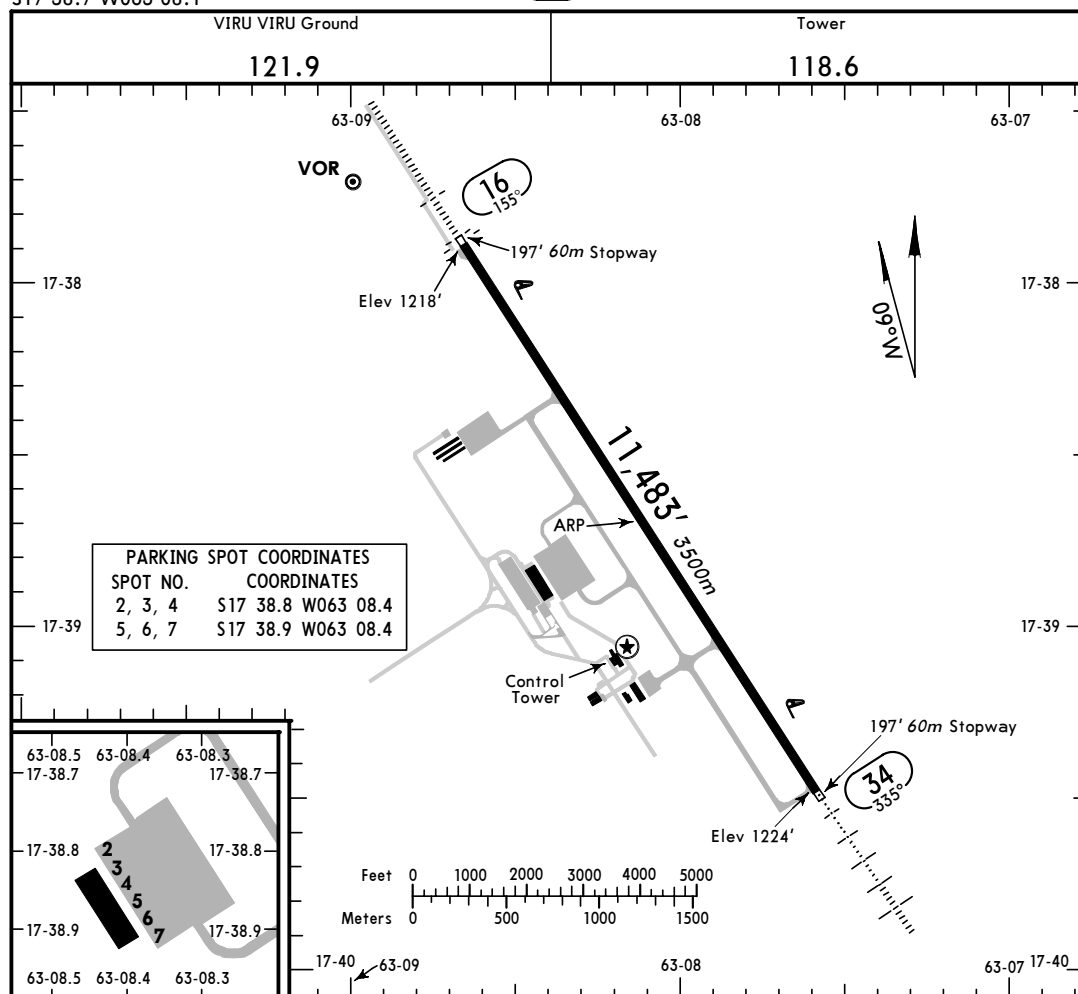 VIRU VIRU Ground
121.9
Tower
118.6
63-09
63-08
63-07
VOR
16
155°
197' 60m Stopway
17-38
17-38
Elev 1218'
09°W
11,483' 3500m
ARP
PARKING SPOT COORDINATES
SPOT NO. COORDINATES
2, 3, 4 S17 38.8 W063 08.4
5, 6, 7 S17 38.9 W063 08.4
17-39
17-39
Control
Tower
197' 60m Stopway
34
335°
Elev 1224'
63-08.5 63-08.4 63-08.3
17-38.7 17-38.7
17-38.8 17-38.8
2
3
4
5
6
7
17-38.9 17-38.9
63-08.5 63-08.4 63-08.3
Feet 0 1000 2000 3000 4000 5000
Meters 0 500 1000 1500
17-40 63-09 63-08 63-07 17-40